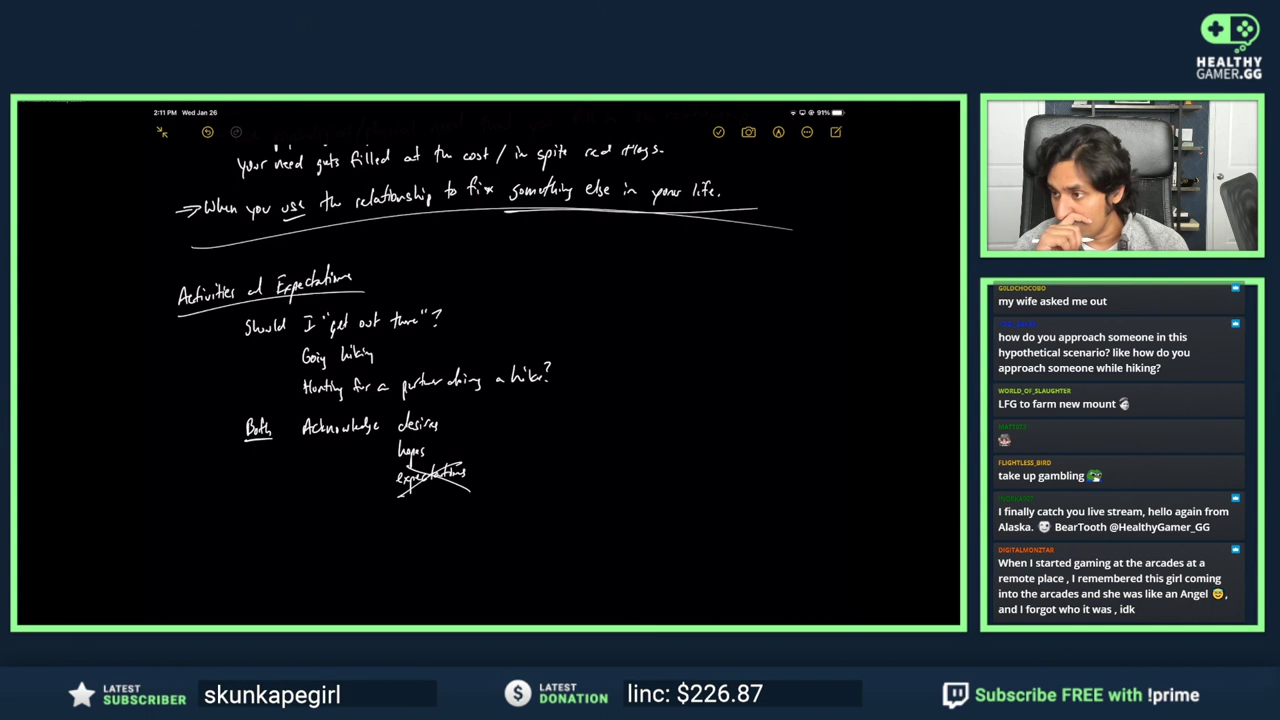 HEALTHY
GAMER.GG
2:11 PM Wed Jan 26
91%
your need gets filled at the cost / in spite red flags.
→ When you use the relationship to fix something else in your life.
Activities and Expectations
Should I "get out there"?
Going hiking
Hunting for a partner during a hike?
Both Acknowledge desires
hopes
expectations
G0LDCHOCOBO
my wife asked me out
how do you approach someone in this
hypothetical scenario? like how do you
approach someone while hiking?
WORLD_OF_SLAUGHTER
LFG to farm new mount
FLIGHTLESS_BIRD
take up gambling
I finally catch you live stream, hello again from
Alaska. BearTooth @HealthyGamer_GG
DIGITALMONZTAR
When I started gaming at the arcades at a
remote place , I remembered this girl coming
into the arcades and she was like an Angel ,
and I forgot who it was , idk
LATEST
SUBSCRIBER
skunkapegirl
LATEST
DONATION
linc: $226.87
Subscribe FREE with !prime